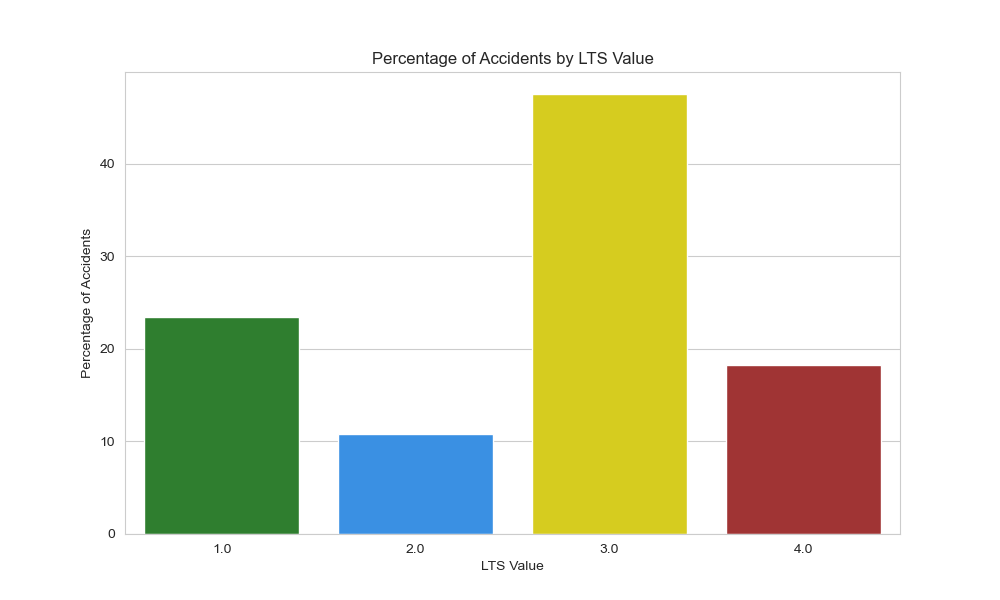 Percentage of Accidents by LTS Value
Percentage of Accidents
40
30
20
10
0
1.0 2.0 3.0 4.0
LTS Value